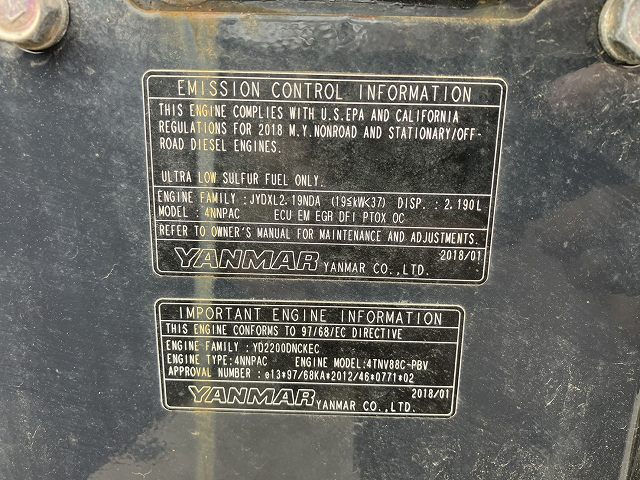 EMISSION CONTROL INFORMATION
THIS ENGINE COMPLIES WITH U.S.EPA AND CALIFORNIA
REGULATIONS FOR 2018 M.Y.NONROAD AND STATIONARY/OFF-
ROAD DIESEL ENGINES.
ULTRA LOW SULFUR FUEL ONLY.
ENGINE FAMILY :JYDXL2.19NDA (19≦kW<37) DISP.: 2.190L
MODEL : 4NNPAC ECU EM EGR DFI PTOX OC
REFER TO OWNER'S MANUAL FOR MAINTENANCE AND ADJUSTMENTS.
YANMAR YANMAR CO.,LTD. 2018/01
IMPORTANT ENGINE INFORMATION
THIS ENGINE CONFORMS TO 97/68/EC DIRECTIVE
ENGINE FAMILY :YD2200DNCKEC
ENGINE TYPE:4NNPAC ENGINE MODEL:4TNV88C-PBV
APPROVAL NUMBER :e13*97/68KA*2012/46*0771*02
YANMAR YANMAR CO.,LTD. 2018/01